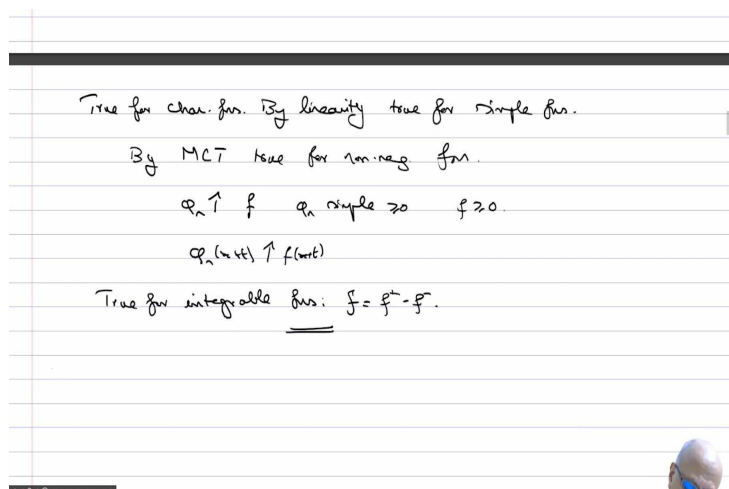 True for char. fns. By linearity true for simple fns.
By MCT true for non-neg fns.
φₙ ↑ f φₙ simple ≥0 f ≥0.
φₙ(x+t) ↑ f(x+t)
True for integrable fns: f = f⁺ - f⁻.